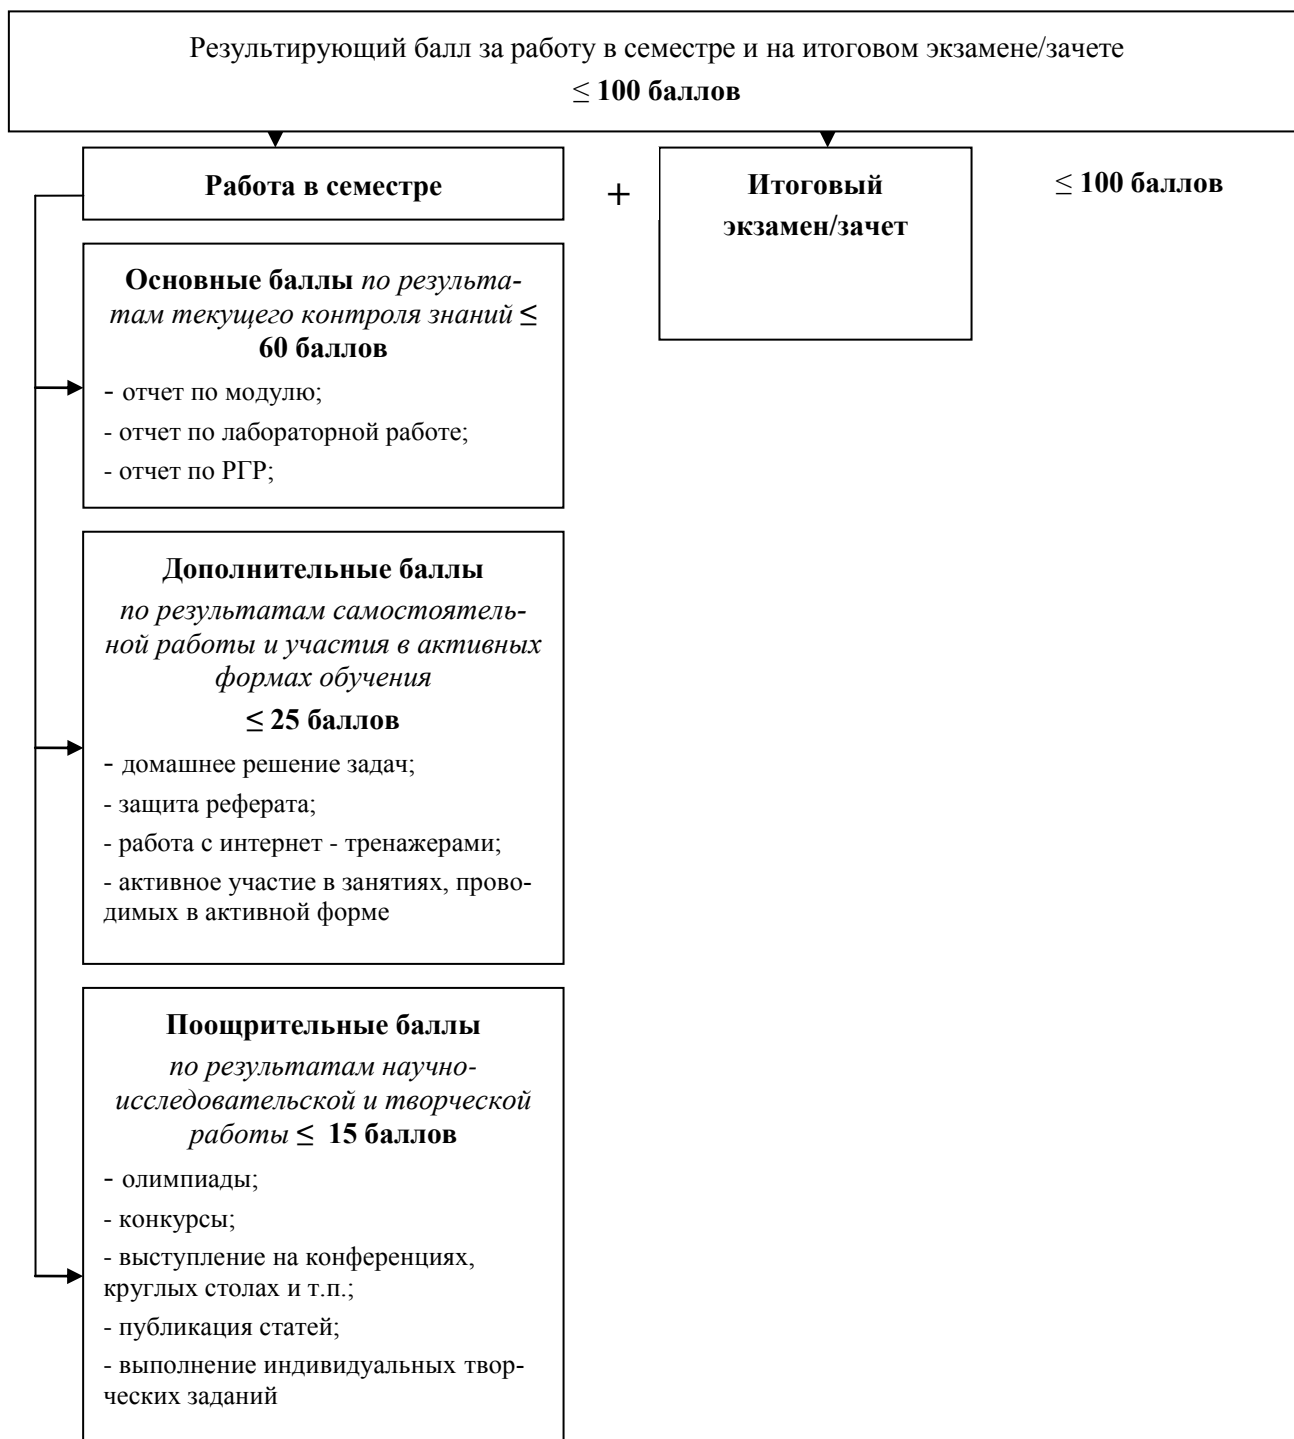 Результирующий балл за работу в семестре и на итоговом экзамене/зачете
≤ 100 баллов
Работа в семестре
+
Итоговый
экзамен/зачет
≤ 100 баллов
Основные баллы по результа-
там текущего контроля знаний ≤
60 баллов
- отчет по модулю;
- отчет по лабораторной работе;
- отчет по РГР;
Дополнительные баллы
по результатам самостоятель-
ной работы и участия в активных
формах обучения
≤ 25 баллов
- домашнее решение задач;
- защита реферата;
- работа с интернет - тренажерами;
- активное участие в занятиях, прово-
димых в активной форме
Поощрительные баллы
по результатам научно-
исследовательской и творческой
работы ≤ 15 баллов
- олимпиады;
- конкурсы;
- выступление на конференциях,
круглых столах и т.п.;
- публикация статей;
- выполнение индивидуальных твор-
ческих заданий